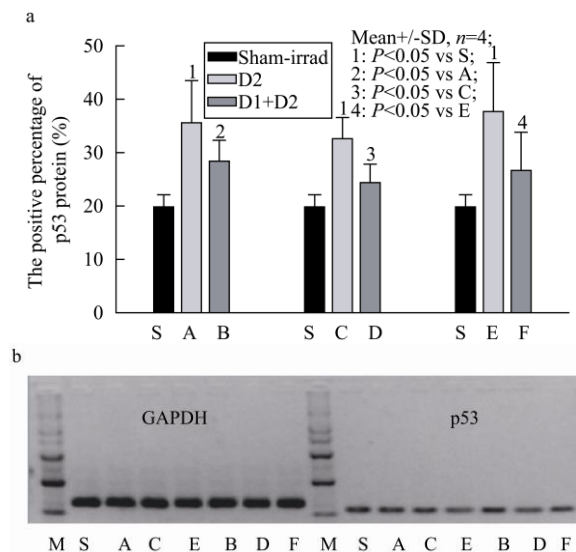 a
The positive percentage of
p53 protein (%)
50
40
30
20
10
0
Sham-irrad
D2
D1+D2
Mean+/-SD, n=4;
1: P<0.05 vs S;
2: P<0.05 vs A;
3: P<0.05 vs C;
4: P<0.05 vs E
1
2
1
3
1
4
S A B S C D S E F
b
GAPDH p53
M S A C E B D F M S A C E B D F